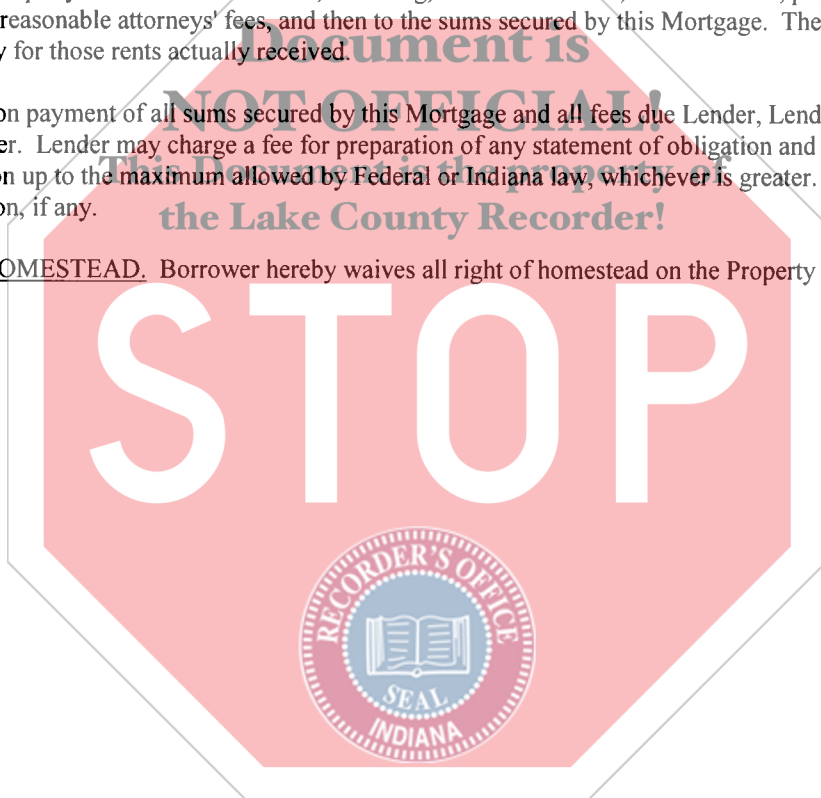 reasonable attorneys' fees, and then to the sums secured by this Mortgage. The
for those rents actually received.
Document is
NOT OFFICIAL!
on payment of all sums secured by this Mortgage and all fees due Lender, Lend
er. Lender may charge a fee for preparation of any statement of obligation and
This Document is the property of
on up to the maximum allowed by Federal or Indiana law, whichever is greater.
on, if any.
the Lake County Recorder!
OMESTEAD. Borrower hereby waives all right of homestead on the Property
STOP
RECORDER'S OFFICE
SEAL
INDIANA